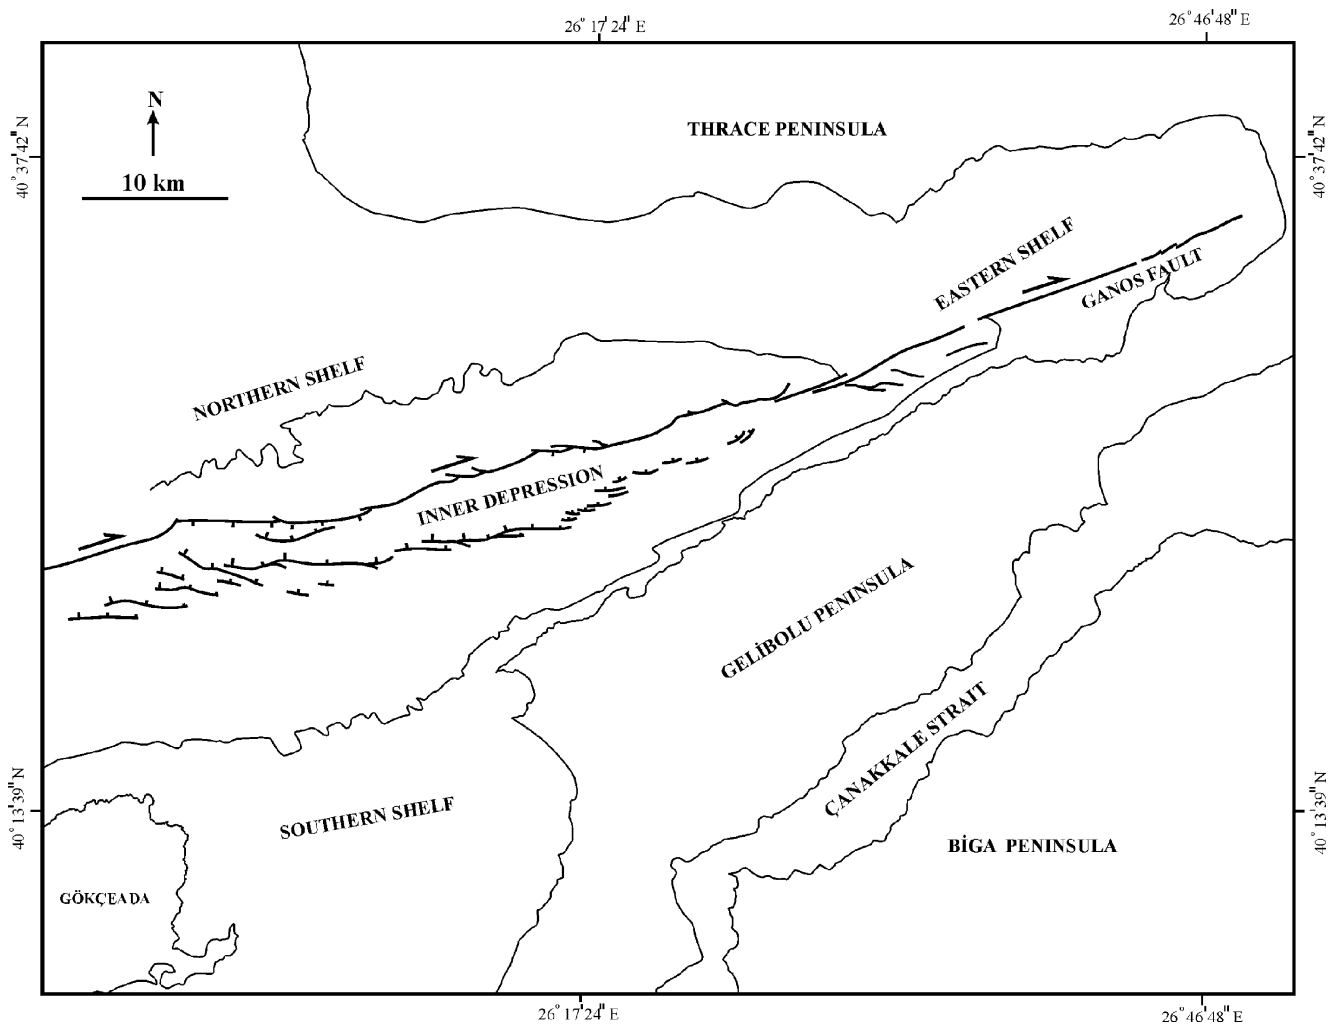 26° 17' 24" E
26° 46' 48" E
N
THRACE PENINSULA
40° 37' 42" N
40° 37' 42" N
10 km
EASTERN SHELF
GANOS FAULT
NORTHERN SHELF
INNER DEPRESSION
GELİBOLU PENINSULA
ÇANAKKALE STRAIT
40° 13' 39" N
40° 13' 39" N
SOUTHERN SHELF
BİGA PENINSULA
GÖKÇEADA
26° 17' 24" E
26° 46' 48" E